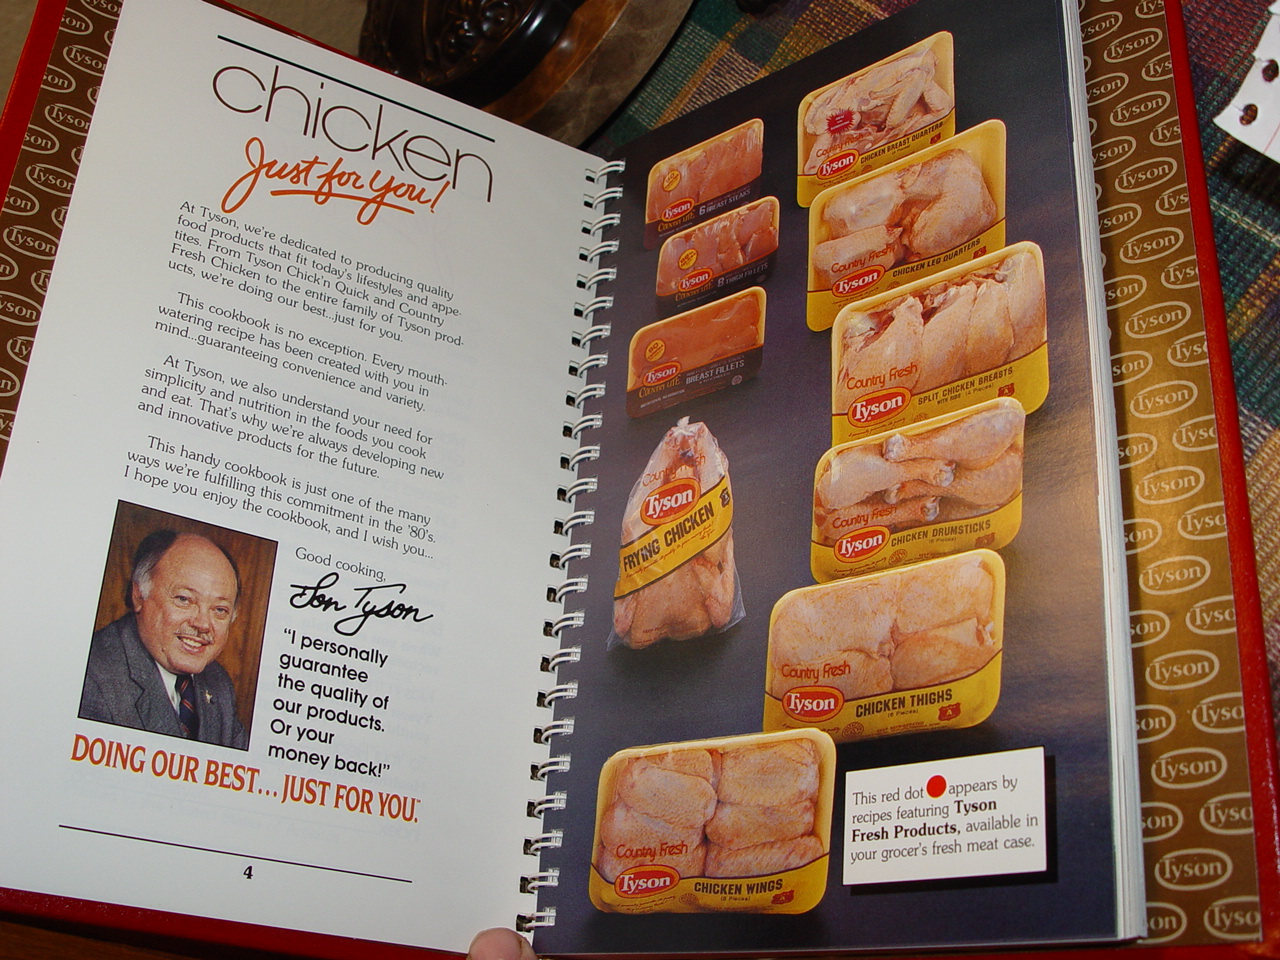 chicken
Just for you!
At Tyson, we're dedicated to producing quality
food products that fit today's lifestyles and appe-
tites. From Tyson Chick'n Quick and Country
Fresh Chicken to the entire family of Tyson prod-
ucts, we're doing our best...just for you.
This cookbook is no exception. Every mouth-
watering recipe has been created with you in
mind...guaranteeing convenience and variety.
At Tyson, we also understand your need for
simplicity and nutrition in the foods you cook
and eat. That's why we're always developing new
and innovative products for the future.
This handy cookbook is just one of the many
ways we're fulfilling this commitment in the '80's.
I hope you enjoy the cookbook, and I wish you...
Good cooking,
Don Tyson
"I personally
guarantee
the quality of
our products.
Or your
money back!"
DOING OUR BEST...JUST FOR YOU.
4
Tyson
6 BREAST STEAKS
Tyson
8 THIGH FILLETS
Tyson
BREAST FILLETS
Country Fresh
Tyson
FRYING CHICKEN
Country Fresh
Tyson
CHICKEN WINGS
Country Fresh
Tyson
CHICKEN BREAST QUARTERS
Country Fresh
Tyson
CHICKEN LEG QUARTERS
Country Fresh
Tyson
SPLIT CHICKEN BREASTS
Country Fresh
Tyson
CHICKEN DRUMSTICKS
Country Fresh
Tyson
CHICKEN THIGHS
This red dot appears by
recipes featuring Tyson
Fresh Products, available in
your grocer's fresh meat case.